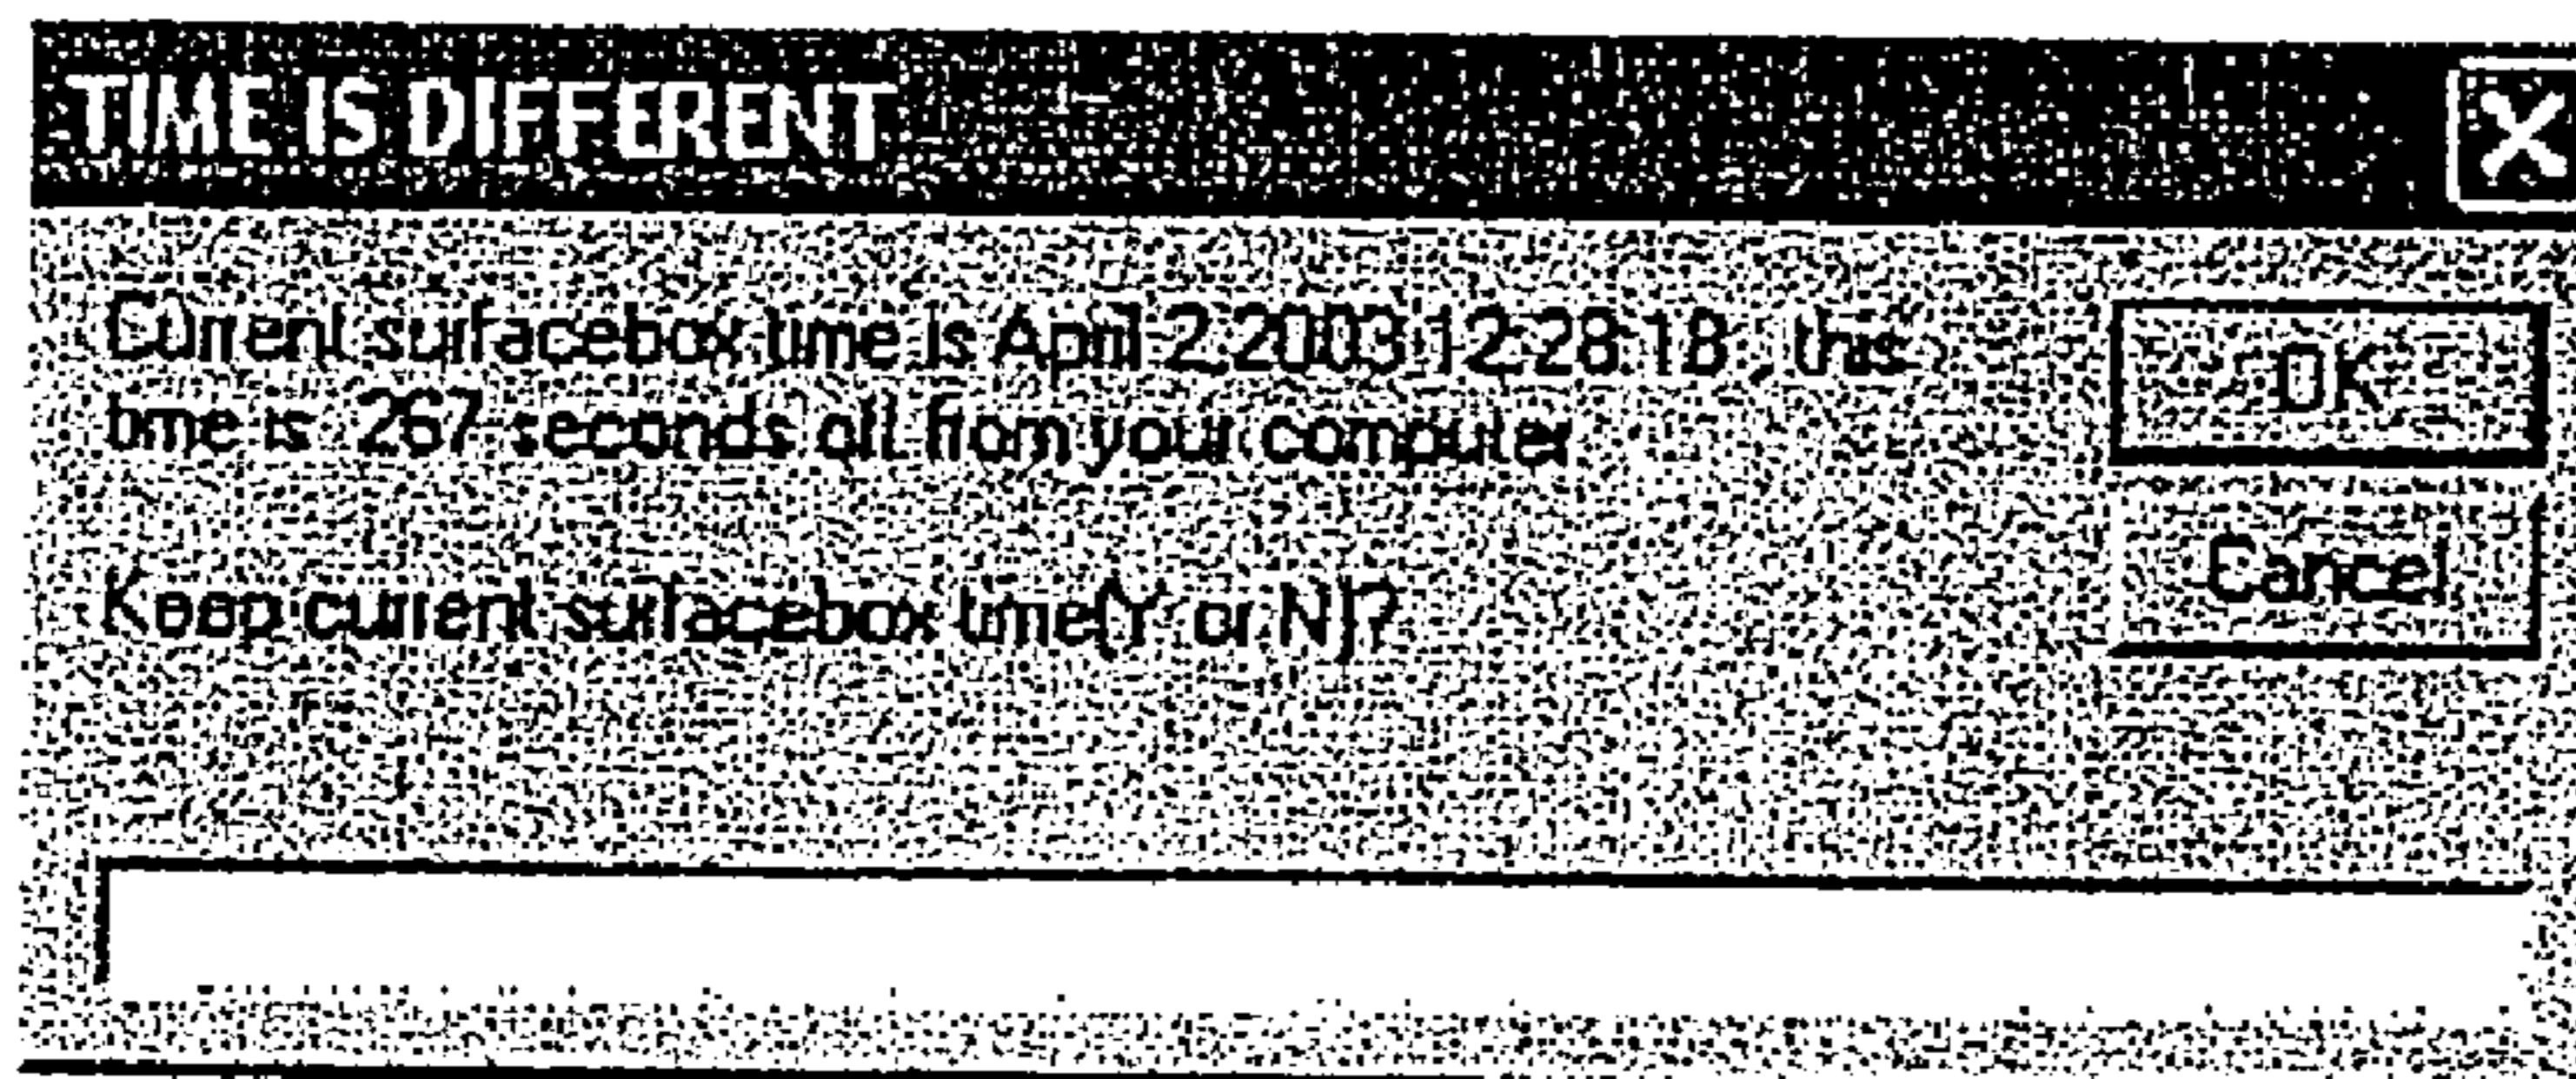 TIME IS DIFFERENT
Current surfacebox time is April 2 2003 12:28:18 , this
time is 267 seconds off from your computer
Keep current surfacebox time(Y or N)?
OK
Cancel